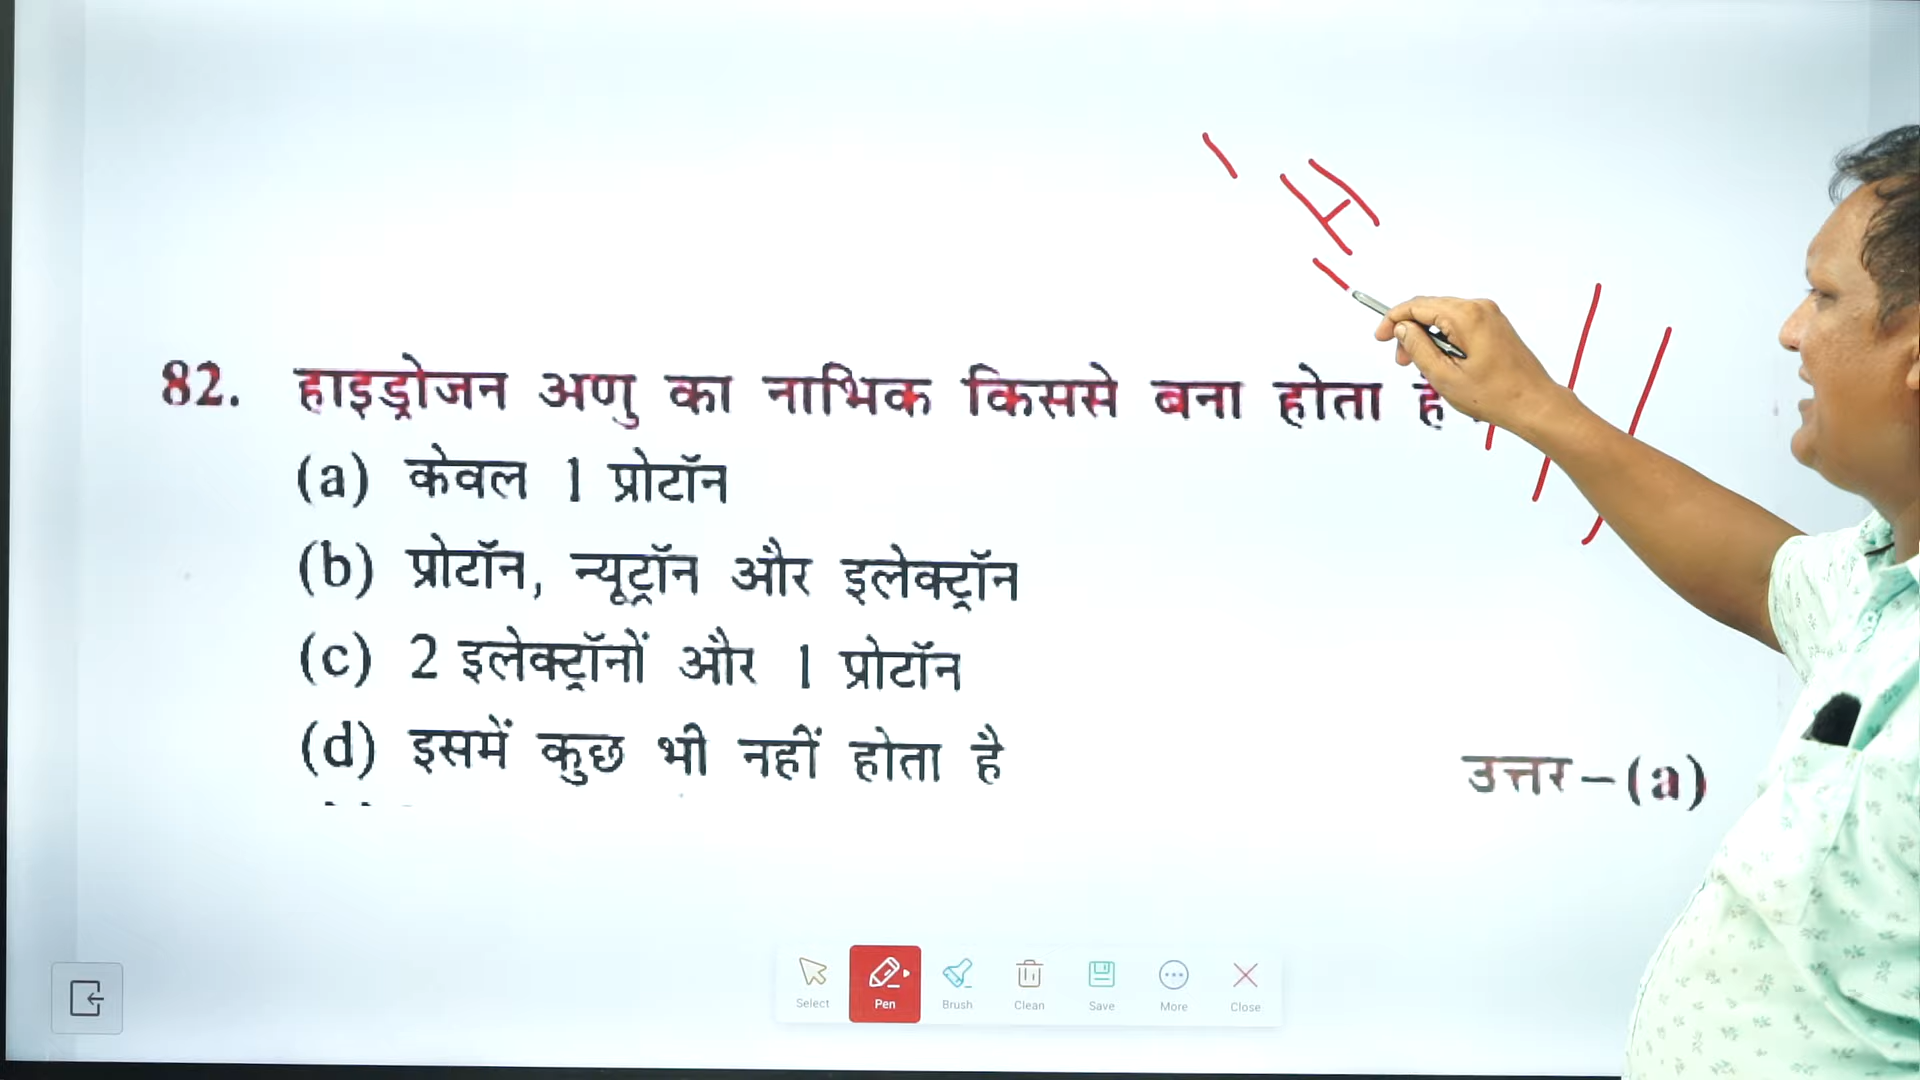 H
82. हाइड्रोजन अणु का नाभिक किससे बना होता है
(a) केवल 1 प्रोटॉन
(b) प्रोटॉन, न्यूट्रॉन और इलेक्ट्रॉन
(c) 2 इलेक्ट्रॉनों और 1 प्रोटॉन
(d) इसमें कुछ भी नहीं होता है
उत्तर–(a)
Select Pen Brush Clean Save More Close